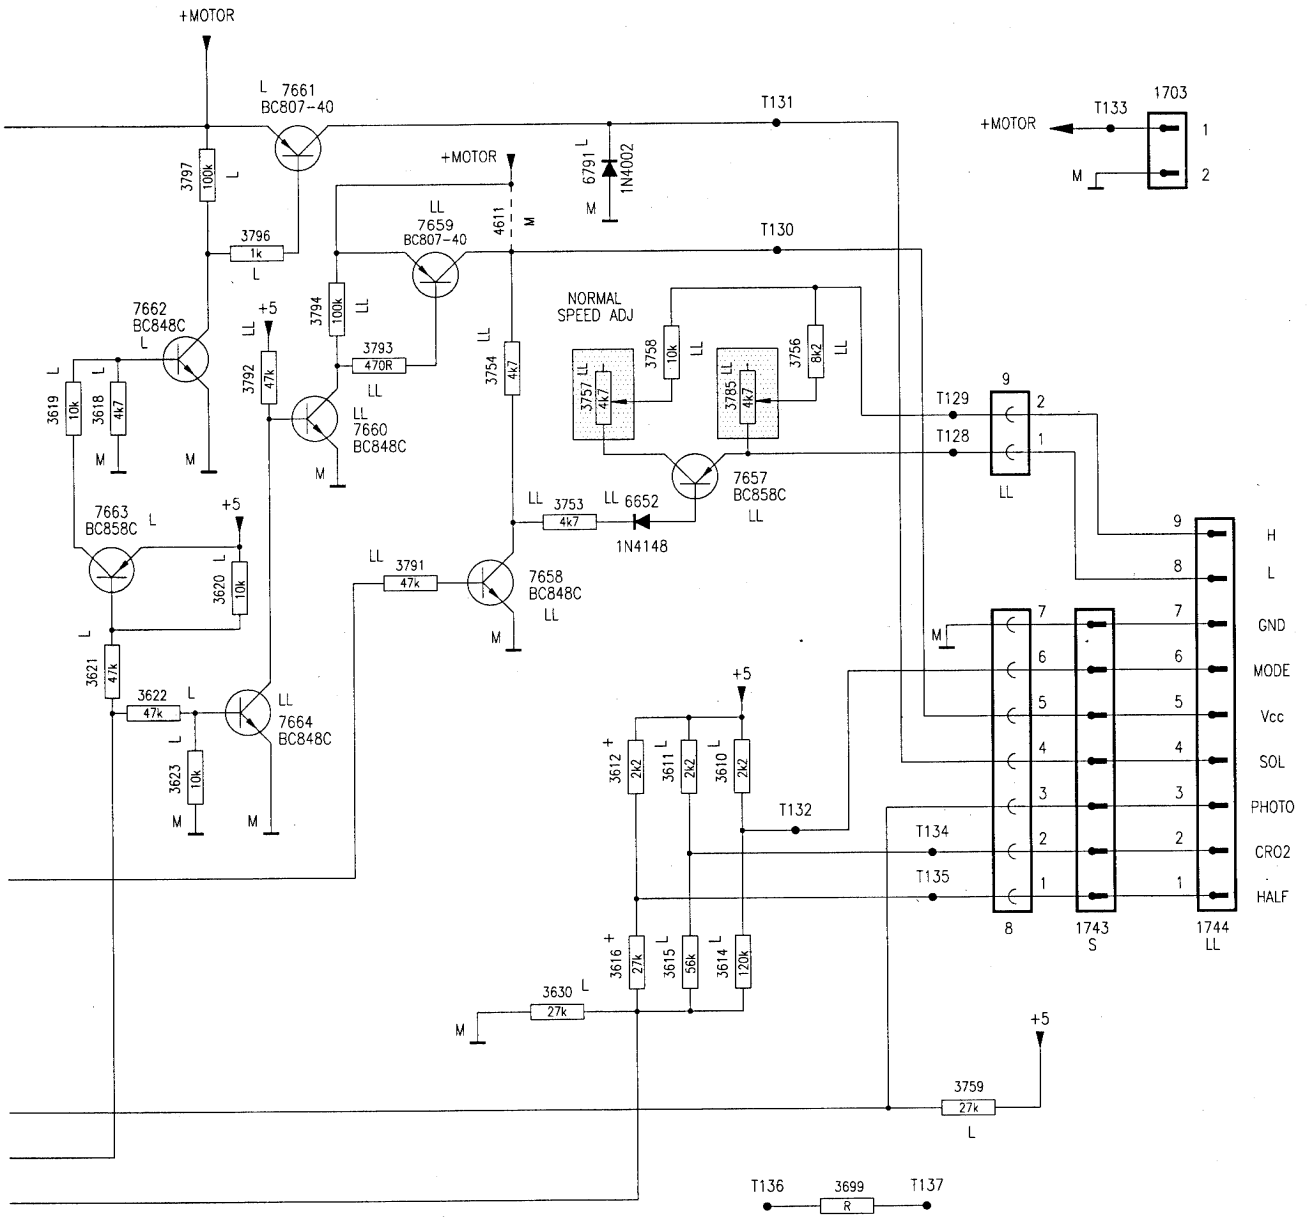 +MOTOR
L 7661
BC807-40
T131
1703
T133
+MOTOR
1
M
2
3797
100k
L
+MOTOR
6791
L
1N4002
M
LL
7659
BC807-40
4611
M
T130
3796
1k
L
7662
BC848C
L
+5
LL
3792
47k
3794
100k
LL
3793
470R
LL
NORMAL
SPEED ADJ
LL
3754
4k7
3758
10k
LL
3756
8k2
LL
LL
3757
4k7
LL
3785
4k7
L
3619
10k
L
3618
4k7
M
M
LL
7660
BC848C
M
9
T129
2
T128
1
LL
7657
BC858C
LL
7663
BC858C
L
+5
L
3620
10k
LL
3753
4k7
LL 6652
1N4148
LL
3791
47k
7658
BC848C
LL
M
9
H
8
L
L
3621
47k
M
7
7
GND
6
6
MODE
5
5
Vcc
4
4
SOL
3
3
PHOTO
2
2
CRO2
1
1
HALF
8
1743
S
1744
LL
3622
47k
L
LL
7664
BC848C
L
3623
10k
M
M
+5
+
3612
2k2
L
3611
2k2
L
3610
2k2
T132
T134
T135
+
3616
27k
L
3615
56k
L
3614
120k
3630
L
27k
M
+5
3759
27k
L
T136
3699
R
T137